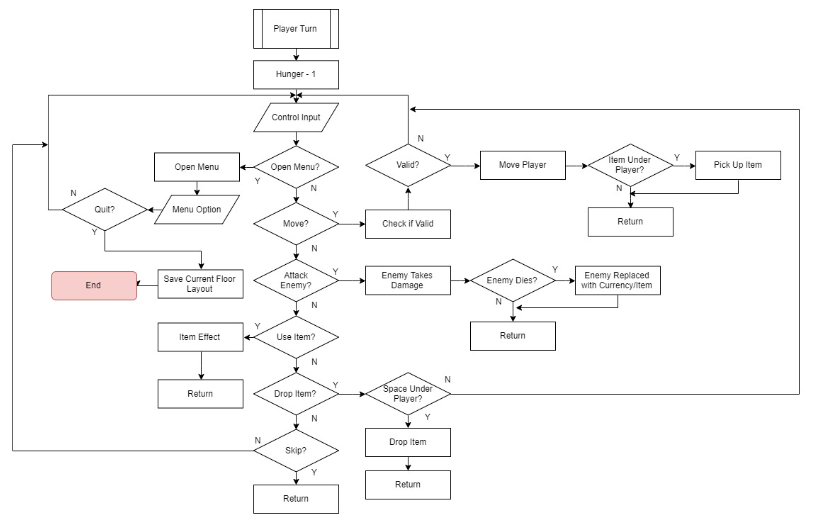 Player Turn
Hunger - 1
Control Input
N
Open Menu
Open Menu?
Valid?
Y
Move Player
Item Under
Player?
Y
Pick Up Item
Y
N
N
N
Quit?
Menu Option
Y
Move?
Y
Check if Valid
Return
N
End
Save Current Floor
Layout
Attack
Enemy?
Y
Enemy Takes
Damage
Enemy Dies?
Y
Enemy Replaced
with Currency/Item
N
N
Item Effect
Y
Use Item?
Return
N
Return
Drop Item?
Y
Space Under
Player?
N
N
Y
N
Skip?
Drop Item
Y
Return
Return